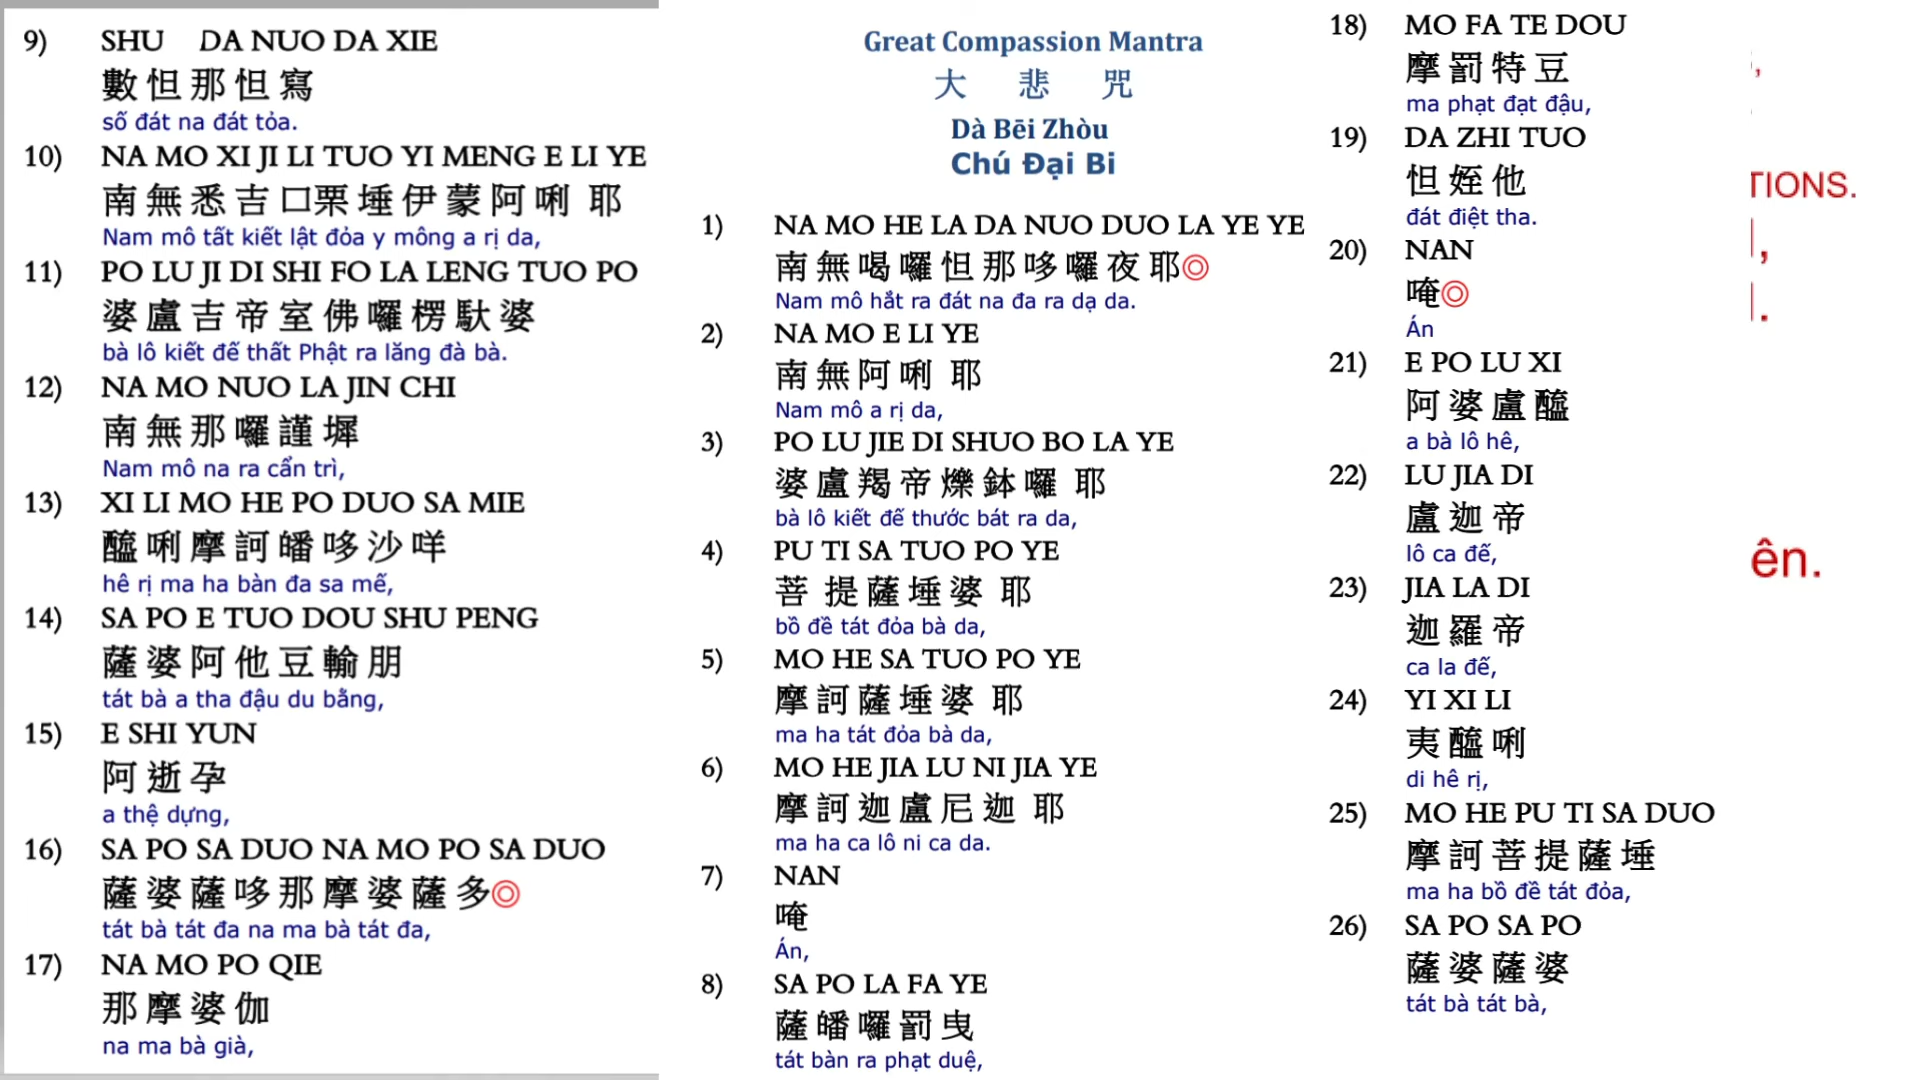 9) SHU DA NUO DA XIE
數怛那怛寫
số đát na đát tỏa.
10) NA MO XI JI LI TUO YI MENG E LI YE
南無悉吉口栗埵伊蒙阿唎 耶
Nam mô tất kiết lật đỏa y mông a rị da,
11) PO LU JI DI SHI FO LA LENG TUO PO
婆盧吉帝室佛囉楞馱婆
bà lô kiết đế thất Phật ra lăng đà bà.
12) NA MO NUO LA JIN CHI
南無那囉謹墀
Nam mô na ra cẩn trì,
13) XI LI MO HE PO DUO SA MIE
醯唎摩訶皤哆沙咩
hê rị ma ha bàn đa sa mế,
14) SA PO E TUO DOU SHU PENG
薩婆阿他豆輸朋
tát bà a tha đậu du bằng,
15) E SHI YUN
阿逝孕
a thệ dựng,
16) SA PO SA DUO NA MO PO SA DUO
薩婆薩哆那摩婆薩多◎
tát bà tát đa na ma bà tát đa,
17) NA MO PO QIE
那摩婆伽
na ma bà già,
Great Compassion Mantra
大 悲 咒
Dà Bēi Zhòu
Chú Đại Bi
1) NA MO HE LA DA NUO DUO LA YE YE
南無喝囉怛那哆囉夜耶◎
Nam mô hắt ra đát na đa ra dạ da.
2) NA MO E LI YE
南無阿唎 耶
Nam mô a rị da,
3) PO LU JIE DI SHUO BO LA YE
婆盧羯帝爍鉢囉 耶
bà lô kiết đế thước bát ra da,
4) PU TI SA TUO PO YE
菩 提薩埵婆 耶
bồ đề tát đỏa bà da,
5) MO HE SA TUO PO YE
摩訶薩埵婆 耶
ma ha tát đỏa bà da,
6) MO HE JIA LU NI JIA YE
摩訶迦盧尼迦 耶
ma ha ca lô ni ca da.
7) NAN
唵
Án,
8) SA PO LA FA YE
薩皤囉罰曳
tát bàn ra phạt duệ,
18) MO FA TE DOU
摩罰特豆
ma phạt đạt đậu,
19) DA ZHI TUO
怛姪他
đát điệt tha.
20) NAN
唵◎
Án
21) E PO LU XI
阿婆盧醯
a bà lô hê,
22) LU JIA DI
盧迦帝
lô ca đế,
23) JIA LA DI
迦羅帝
ca la đế,
24) YI XI LI
夷醯唎
di hê rị,
25) MO HE PU TI SA DUO
摩訶菩提薩埵
ma ha bồ đề tát đỏa,
26) SA PO SA PO
薩婆薩婆
tát bà tát bà,
TIONS.
ên.